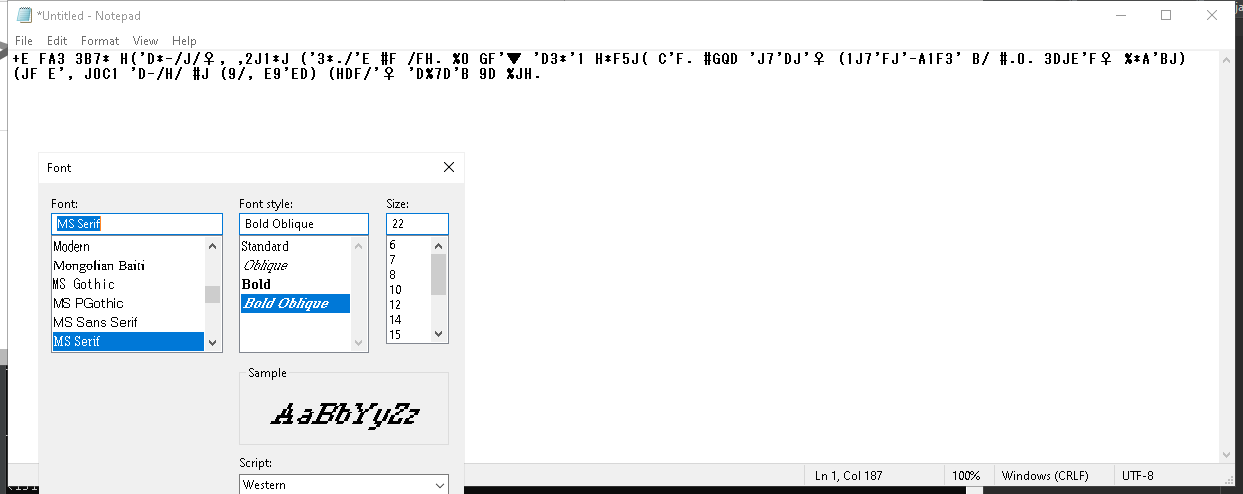 *Untitled - Notepad
File Edit Format View Help
+E FA3 3B7* H('D*-/J/♀, ,2J1*J ('3*./'E #F /FH. %0 GF'▼ 'D3*'1 H*F5J( C'F. #GQD 'J7'DJ'♀ (1J7'FJ'-A1F3' B/ #.0. 3DJE'F♀ %*A'BJ)
(JF E', JOC1 'D-/H/ #J (9/, E9'ED) (HDF/'♀ 'D%7D'B 9D %JH.
Font
Font: Font style: Size:
MS Serif Bold Oblique 22
Modern Standard 6
Mongolian Baiti Oblique 7
MS Gothic Bold 8
MS PGothic Bold Oblique 10
MS Sans Serif 12
MS Serif 14
15
Sample
AaBbYyZz
Script:
Western
Ln 1, Col 187 100% Windows (CRLF) UTF-8